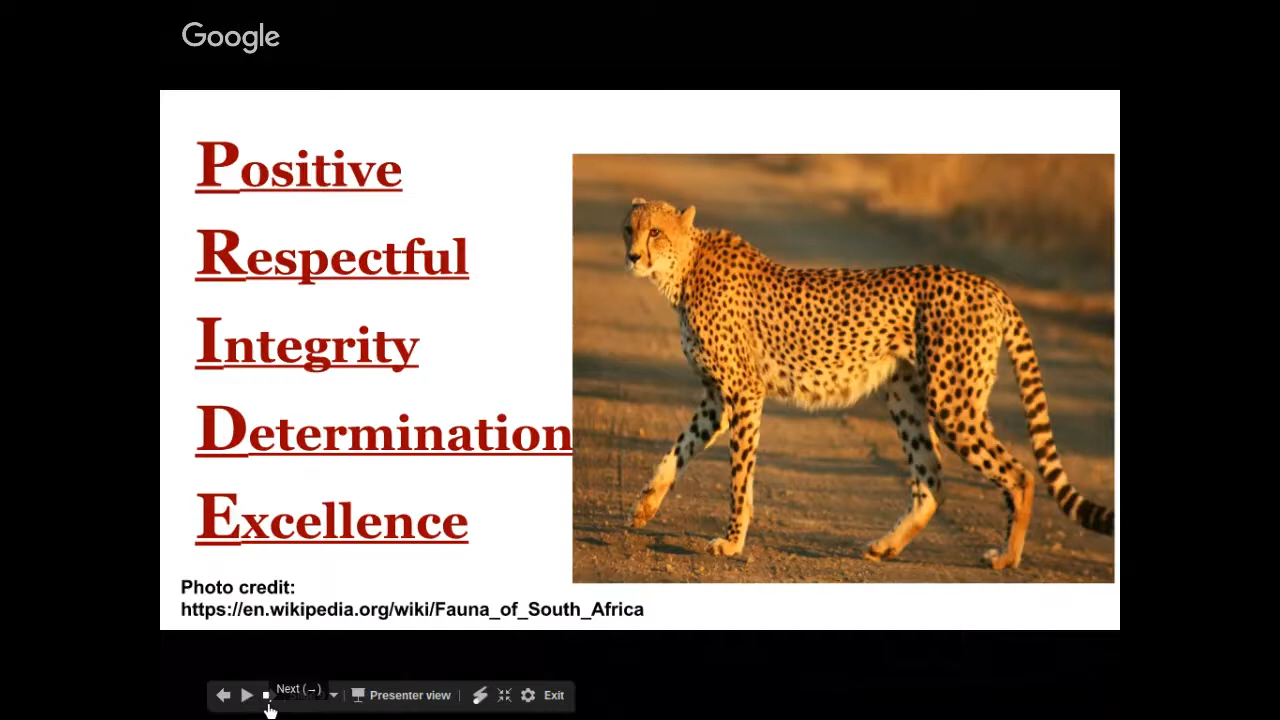 Google
Positive
Respectful
Integrity
Determination
Excellence
Photo credit:
https://en.wikipedia.org/wiki/Fauna_of_South_Africa
Next (→)
Presenter view
Exit